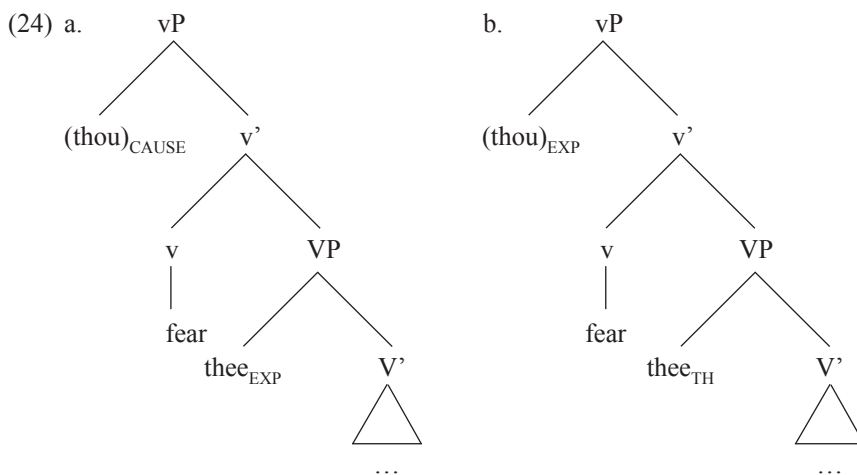 (24) a. vP b. vP
(thou)CAUSE v’ (thou)EXP v’
v VP v VP
fear fear
theeEXP V’ theeTH V’
… …